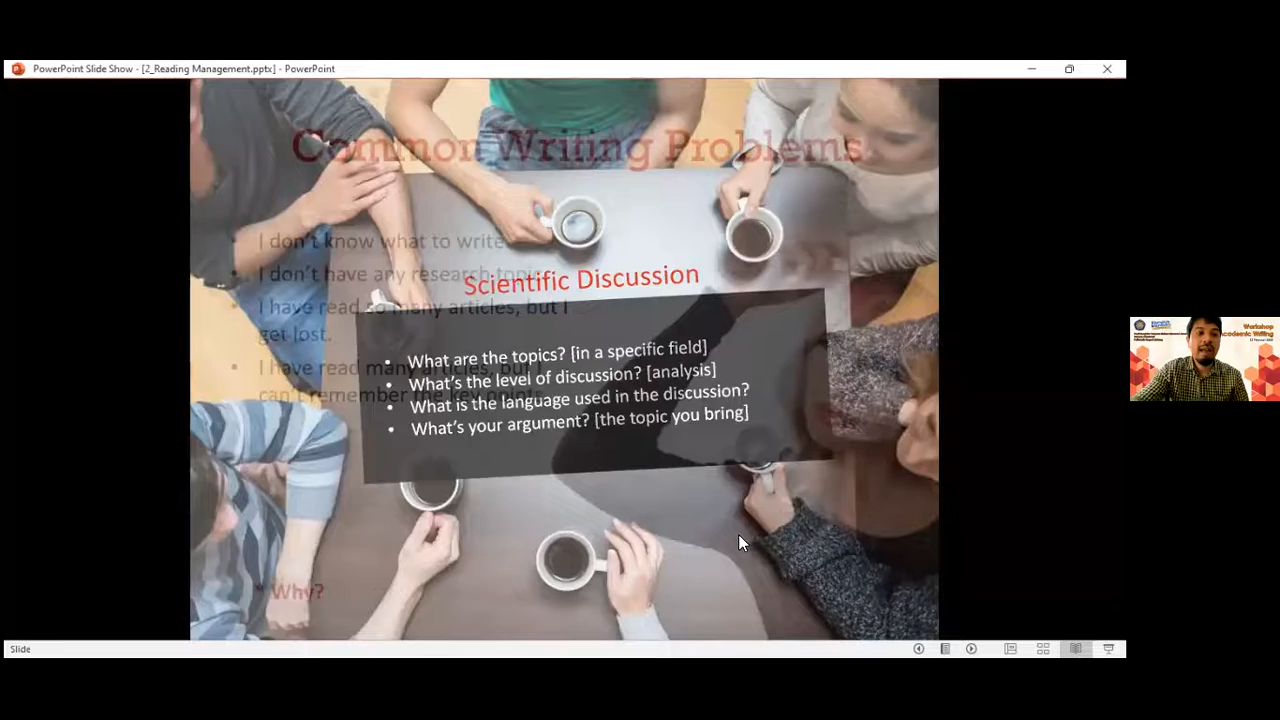 PowerPoint Slide Show - [2_Reading Management.pptx] - PowerPoint
Common Writing Problems
I don't know what to write
I don't have any research topic
I have read so many articles, but I
get lost.
I have read many articles, but I
can't remember the key points
Why?
Scientific Discussion
• What are the topics? [in a specific field]
• What's the level of discussion? [analysis]
• What is the language used in the discussion?
• What's your argument? [the topic you bring]
Workshop
Academic Writing
Slide